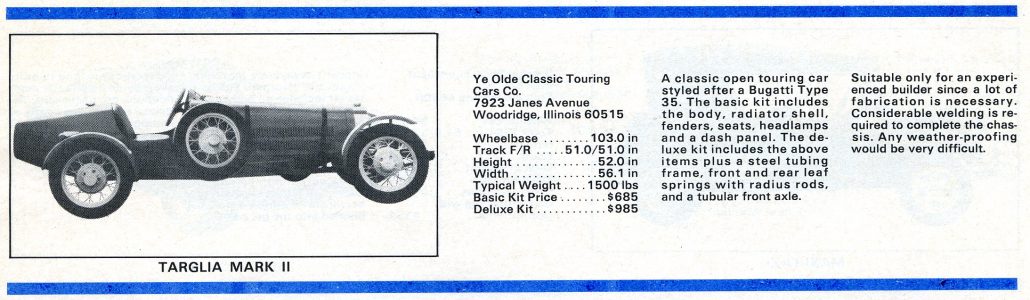 Ye Olde Classic Touring
Cars Co.
7923 Janes Avenue
Woodridge, Illinois 60515
Wheelbase ......... 103.0 in
Track F/R ..... 51.0/51.0 in
Height ............. 52.0 in
Width .............. 56.1 in
Typical Weight .... 1500 lbs
Basic Kit Price ........ $685
Deluxe Kit ............ $985
A classic open touring car
styled after a Bugatti Type
35. The basic kit includes
the body, radiator shell,
fenders, seats, headlamps
and a dash panel. The de-
luxe kit includes the above
items plus a steel tubing
frame, front and rear leaf
springs with radius rods,
and a tubular front axle.
Suitable only for an experi-
enced builder since a lot of
fabrication is necessary.
Considerable welding is re-
quired to complete the chas-
sis. Any weather-proofing
would be very difficult.
TARGLIA MARK II